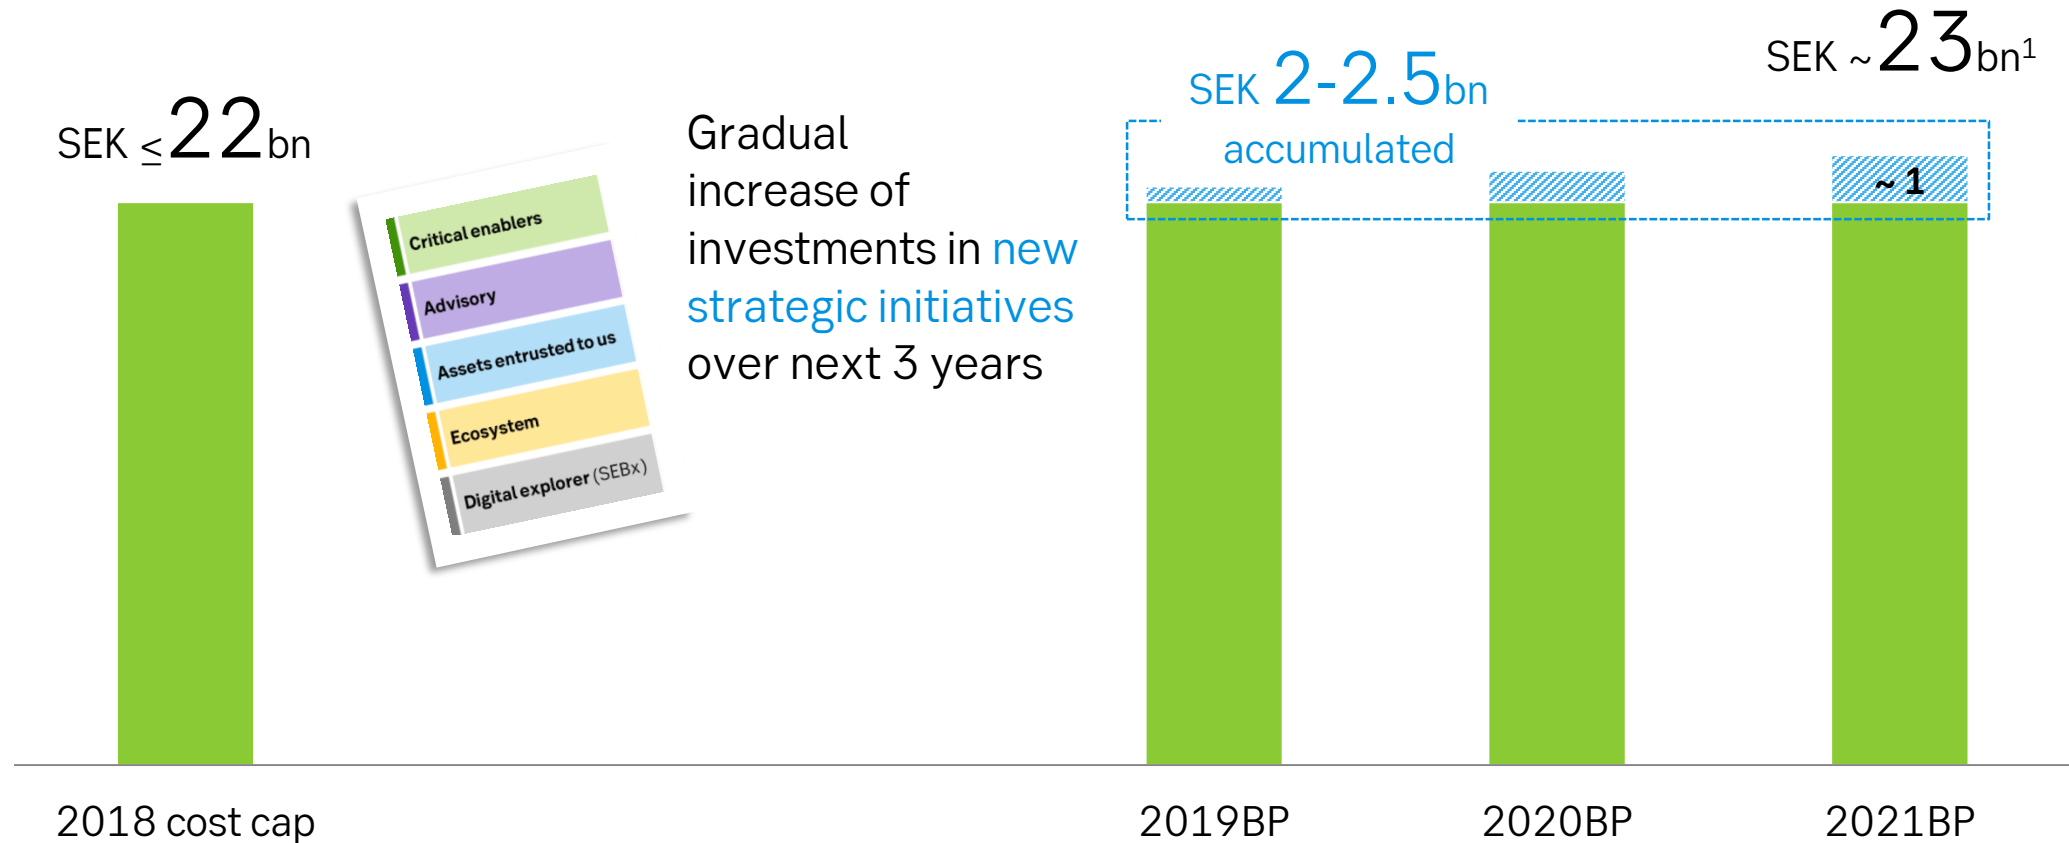 SEK ≤22bn
Critical enablers
Advisory
Assets entrusted to us
Ecosystem
Digital explorer (SEBx)
Gradual
increase of
investments in new
strategic initiatives
over next 3 years
SEK 2-2.5bn
accumulated
SEK ~23bn¹
~ 1
2018 cost cap
2019BP
2020BP
2021BP